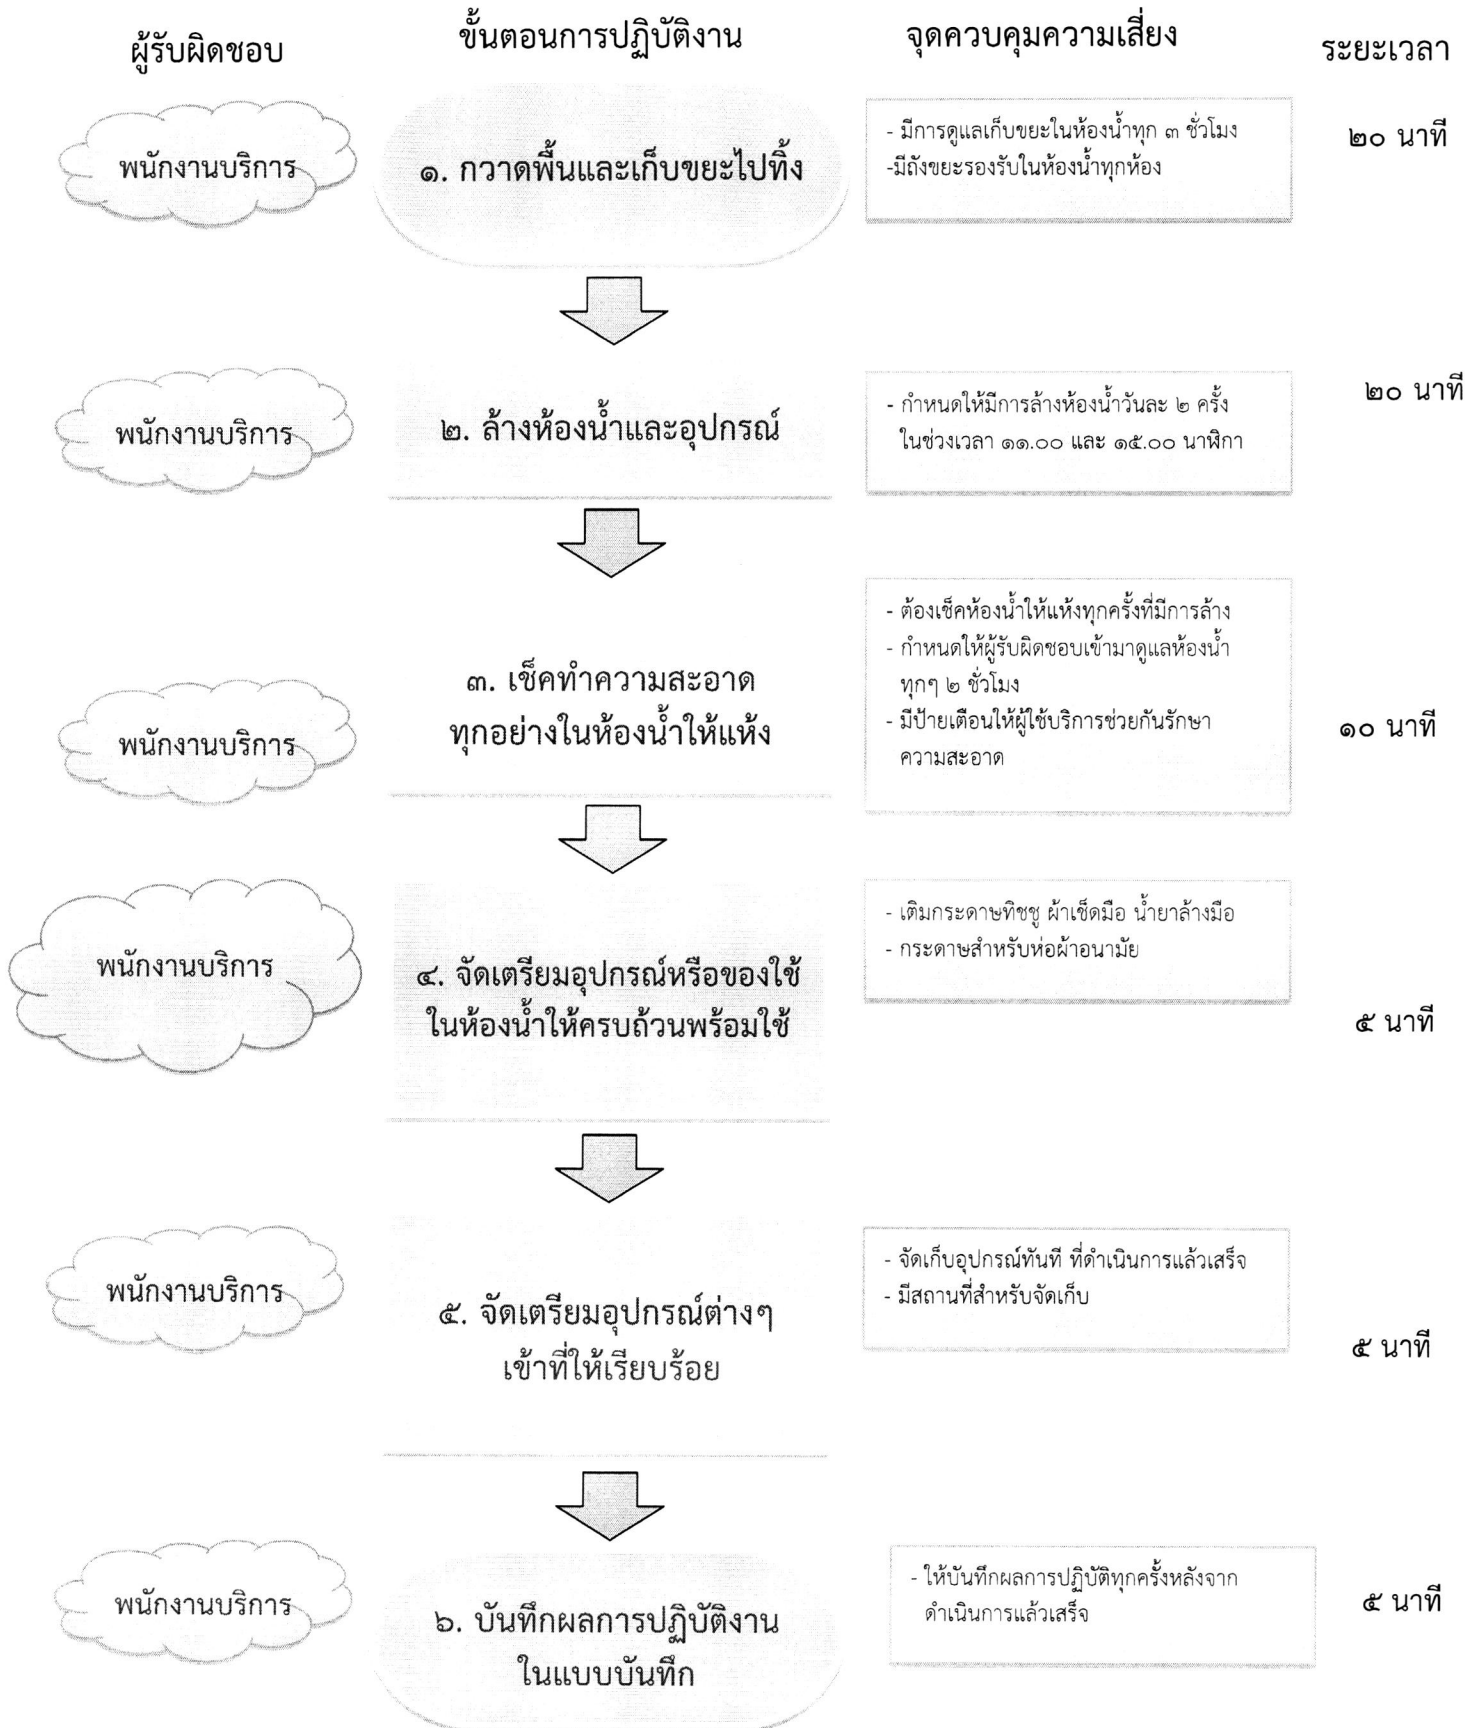 ผู้รับผิดชอบ
ขั้นตอนการปฏิบัติงาน
จุดควบคุมความเสี่ยง
ระยะเวลา
พนักงานบริการ
๑. กวาดพื้นและเก็บขยะไปทิ้ง
- มีการดูแลเก็บขยะในห้องน้ำทุก ๓ ชั่วโมง
-มีถังขยะรองรับในห้องน้ำทุกห้อง
๒๐ นาที
พนักงานบริการ
๒. ล้างห้องน้ำและอุปกรณ์
- กำหนดให้มีการล้างห้องน้ำวันละ ๒ ครั้ง
ในช่วงเวลา ๑๑.๐๐ และ ๑๕.๐๐ นาฬิกา
๒๐ นาที
พนักงานบริการ
๓. เช็คทำความสะอาด
ทุกอย่างในห้องน้ำให้แห้ง
- ต้องเช็คห้องน้ำให้แห้งทุกครั้งที่มีการล้าง
- กำหนดให้ผู้รับผิดชอบเข้ามาดูแลห้องน้ำ
ทุกๆ ๒ ชั่วโมง
- มีป้ายเตือนให้ผู้ใช้บริการช่วยกันรักษา
ความสะอาด
๑๐ นาที
พนักงานบริการ
๔. จัดเตรียมอุปกรณ์หรือของใช้
ในห้องน้ำให้ครบถ้วนพร้อมใช้
- เติมกระดาษทิชชู ผ้าเช็ดมือ น้ำยาล้างมือ
- กระดาษสำหรับห่อผ้าอนามัย
๕ นาที
พนักงานบริการ
๕. จัดเตรียมอุปกรณ์ต่างๆ
เข้าที่ให้เรียบร้อย
- จัดเก็บอุปกรณ์ทันที ที่ดำเนินการแล้วเสร็จ
- มีสถานที่สำหรับจัดเก็บ
๕ นาที
พนักงานบริการ
๖. บันทึกผลการปฏิบัติงาน
ในแบบบันทึก
- ให้บันทึกผลการปฏิบัติทุกครั้งหลังจาก
ดำเนินการแล้วเสร็จ
๕ นาที